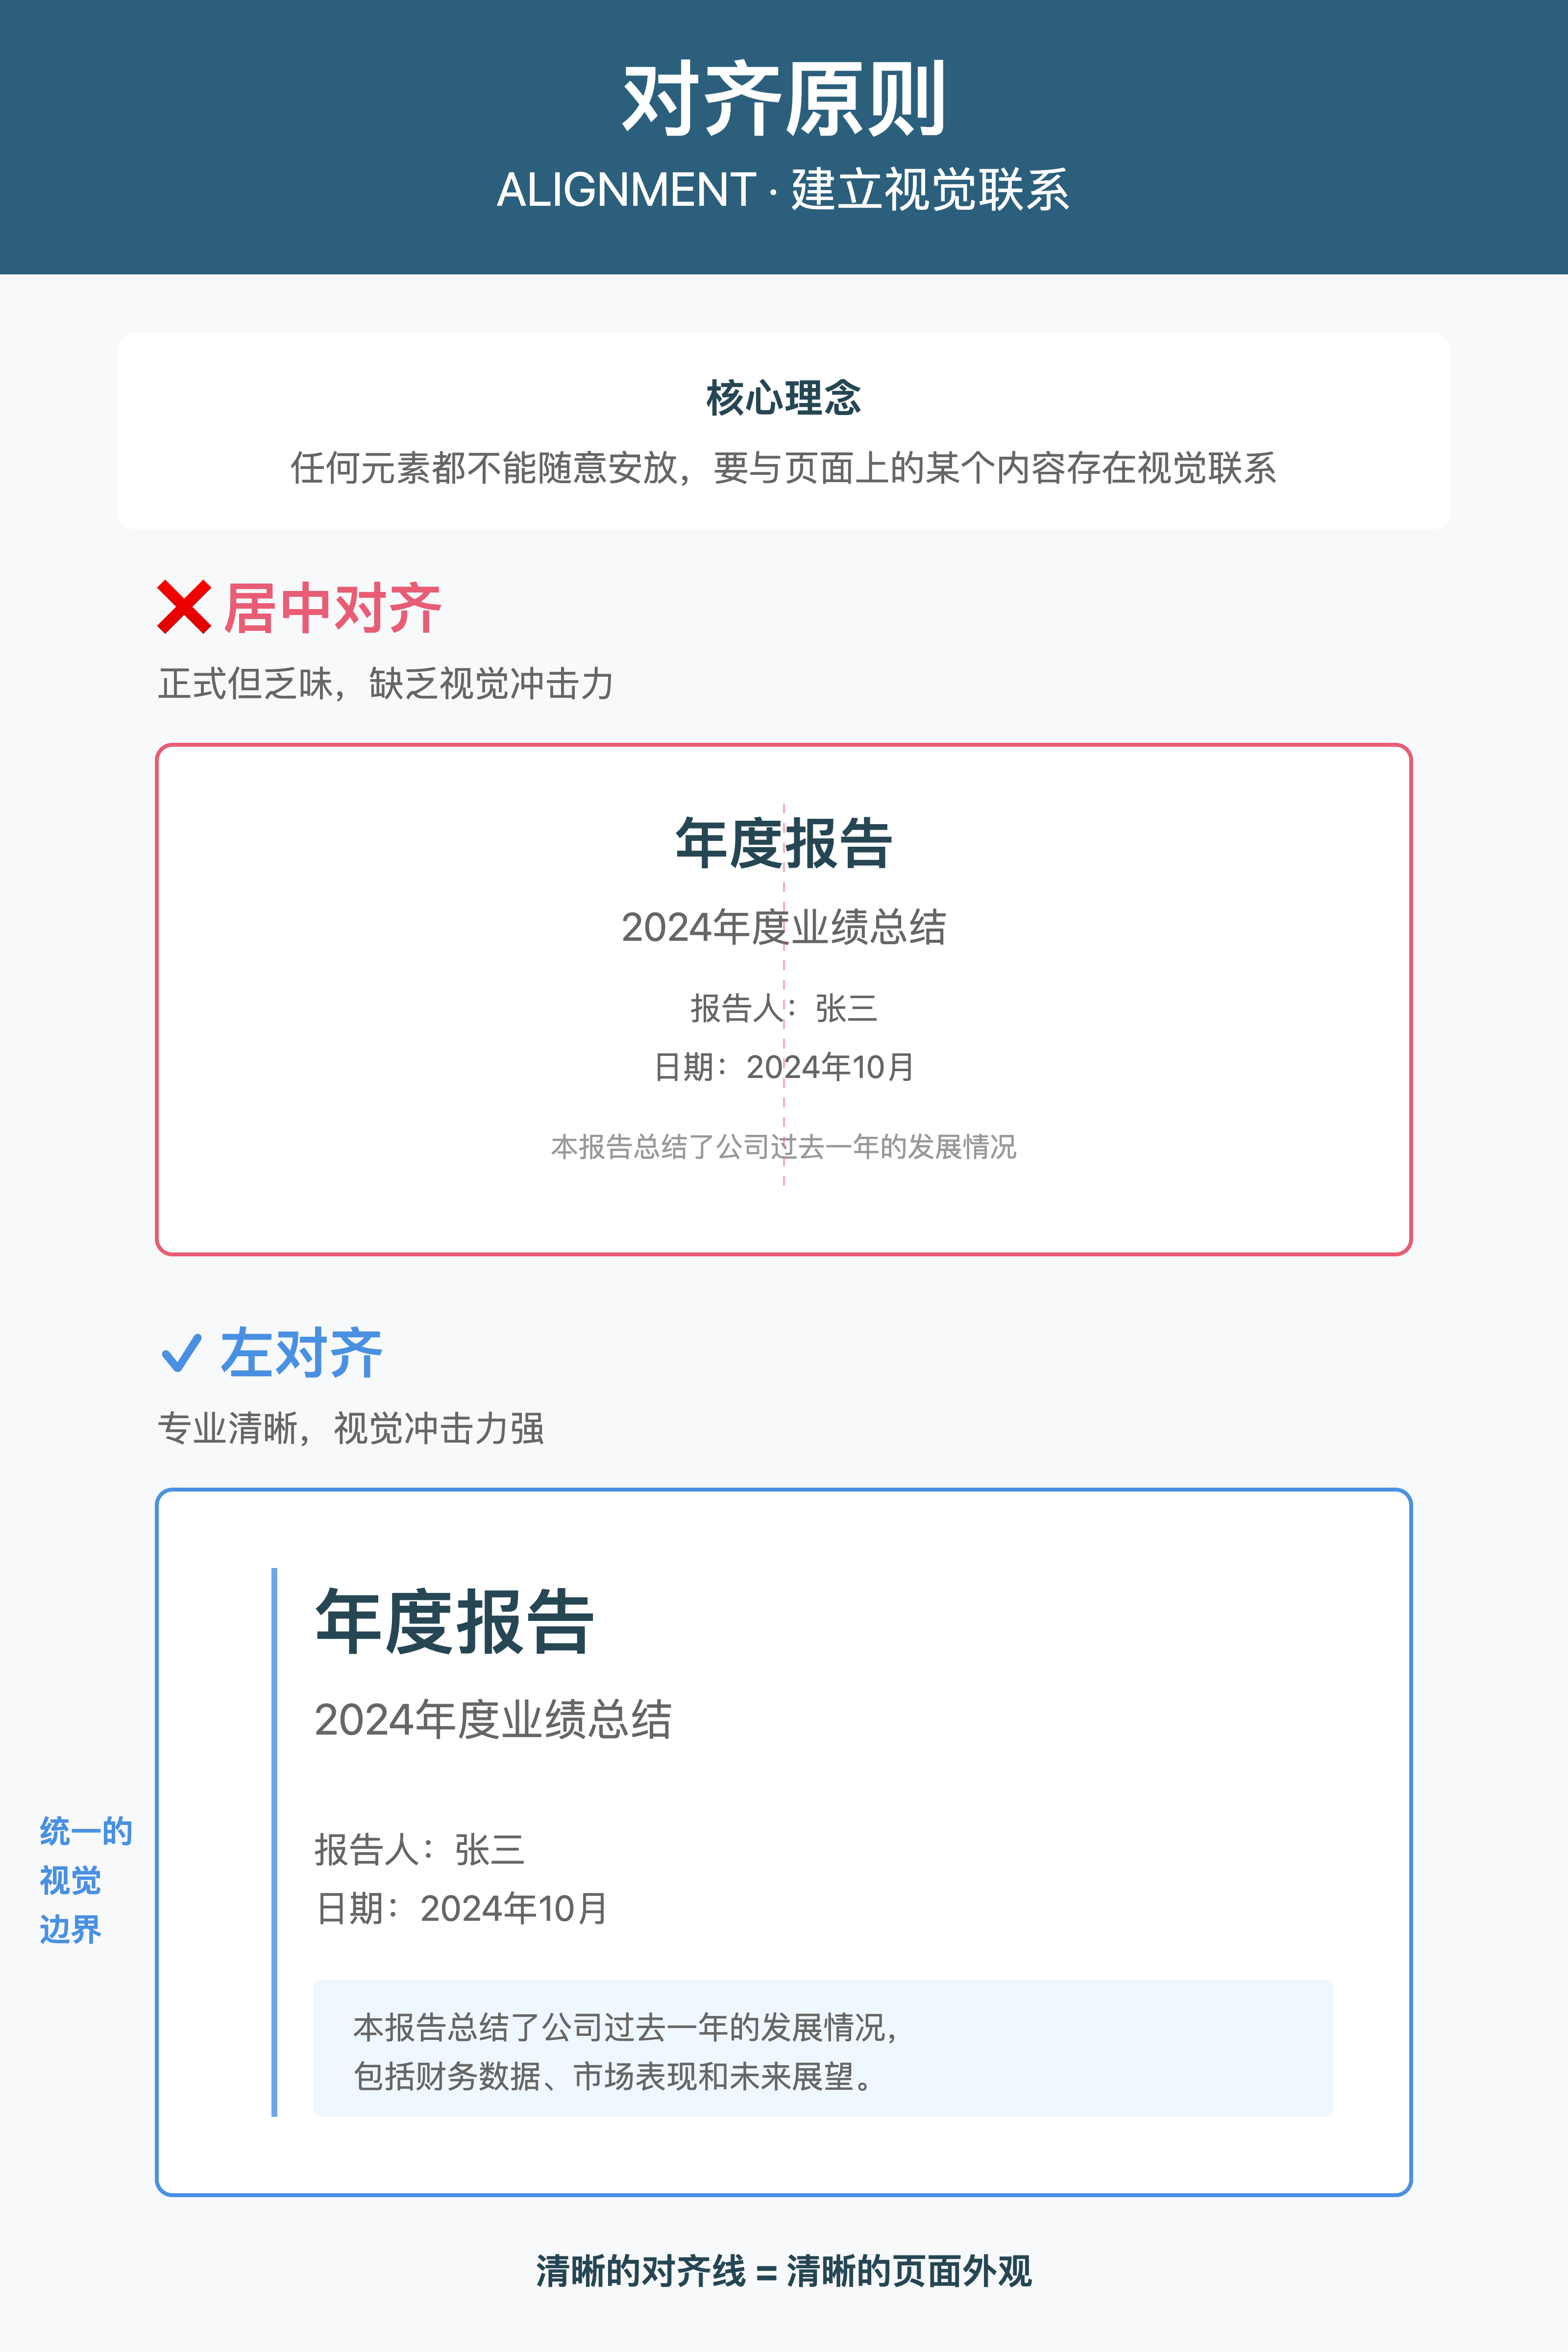 对齐原则
ALIGNMENT · 建立视觉联系
核心理念
任何元素都不能随意安放，要与页面上的某个内容存在视觉联系
❌ 居中对齐
正式但乏味，缺乏视觉冲击力
年度报告
2024年度业绩总结
报告人：张三
日期：2024年10月
本报告总结了公司过去一年的发展情况
✓ 左对齐
专业清晰，视觉冲击力强
年度报告
2024年度业绩总结
报告人：张三
日期：2024年10月
本报告总结了公司过去一年的发展情况，
包括财务数据、市场表现和未来展望。
统一的
视觉
边界
清晰的对齐线 = 清晰的页面外观